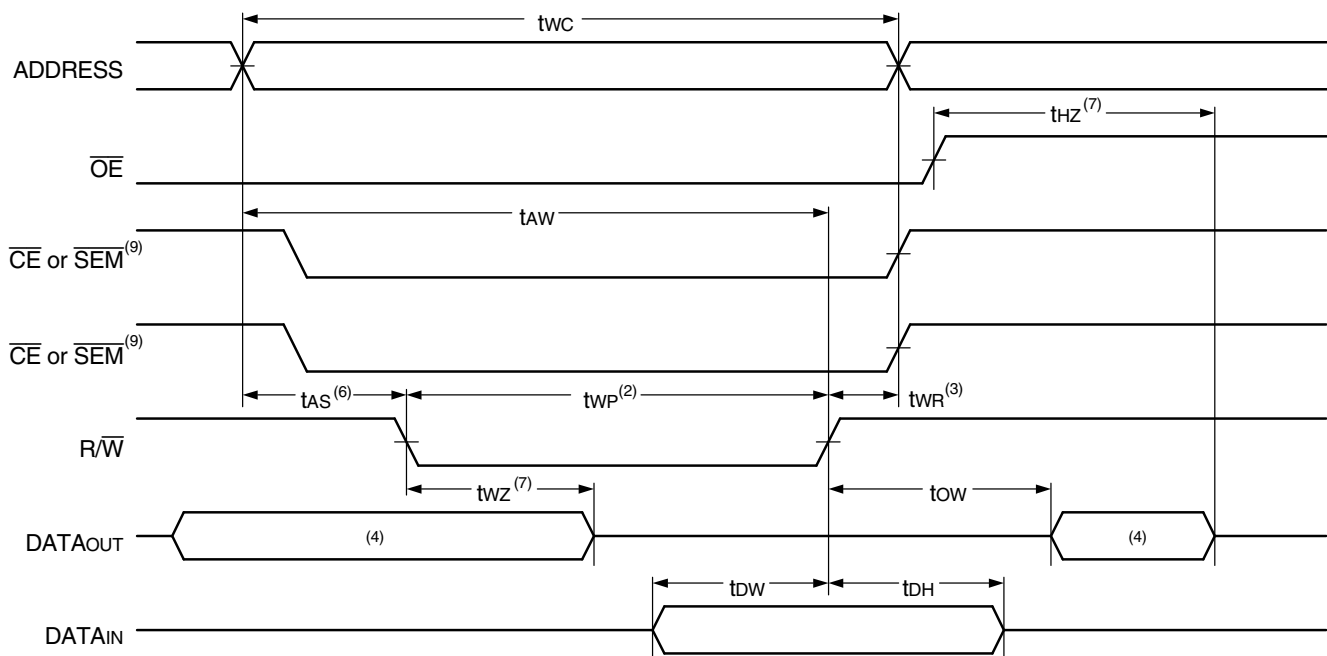 tWC
ADDRESS
tHZ(7)
OE
tAW
CE or SEM(9)
CE or SEM(9)
tAS(6)
tWP(2)
tWR(3)
R/W
tWZ(7)
tOW
DATAOUT
(4)
(4)
tDW
tDH
DATAIN